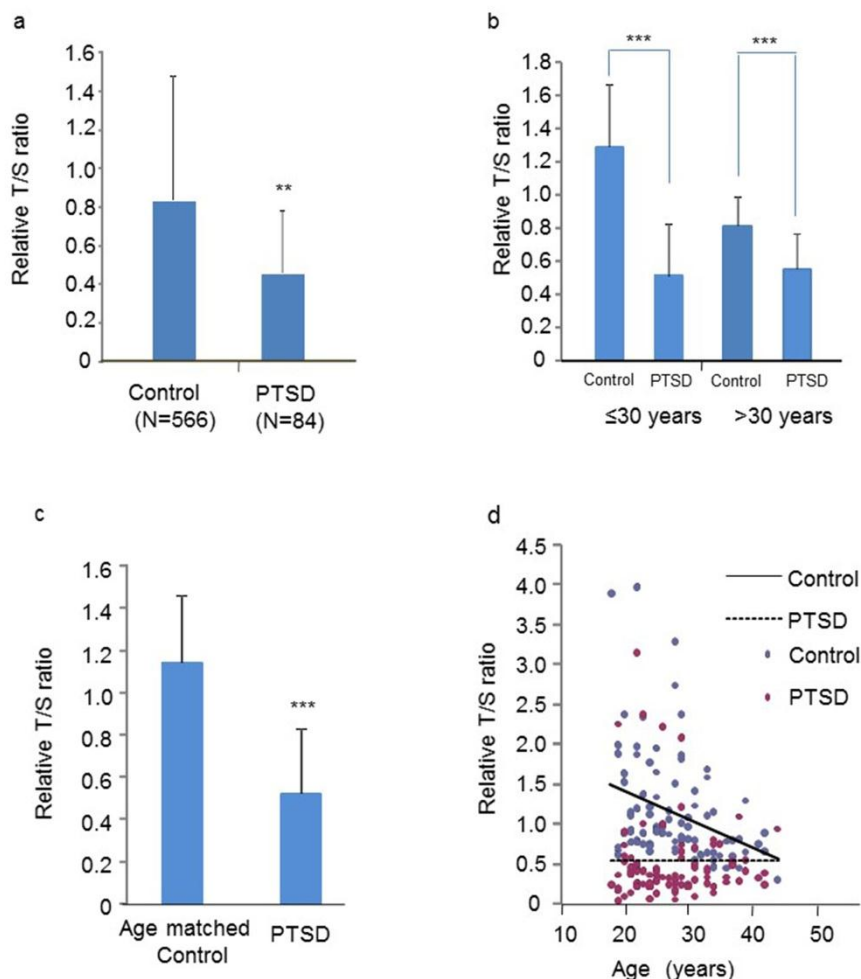 a
Relative T/S ratio
1.6
1.4
1.2
1.0
0.8
0.6
0.4
0.2
0
**
Control
(N=566)
PTSD
(N=84)
b
Relative T/S ratio
1.8
1.6
1.4
1.2
1.0
0.8
0.6
0.4
0.2
0
***
***
Control PTSD Control PTSD
≤30 years >30 years
c
Relative T/S ratio
1.6
1.4
1.2
1.0
0.8
0.6
0.4
0.2
0
***
Age matched
Control
PTSD
d
Relative T/S ratio
4.5
4.0
3.5
3.0
2.5
2.0
1.5
1.0
0.5
0
Control
PTSD
Control
PTSD
10 20 30 40 50
Age (years)